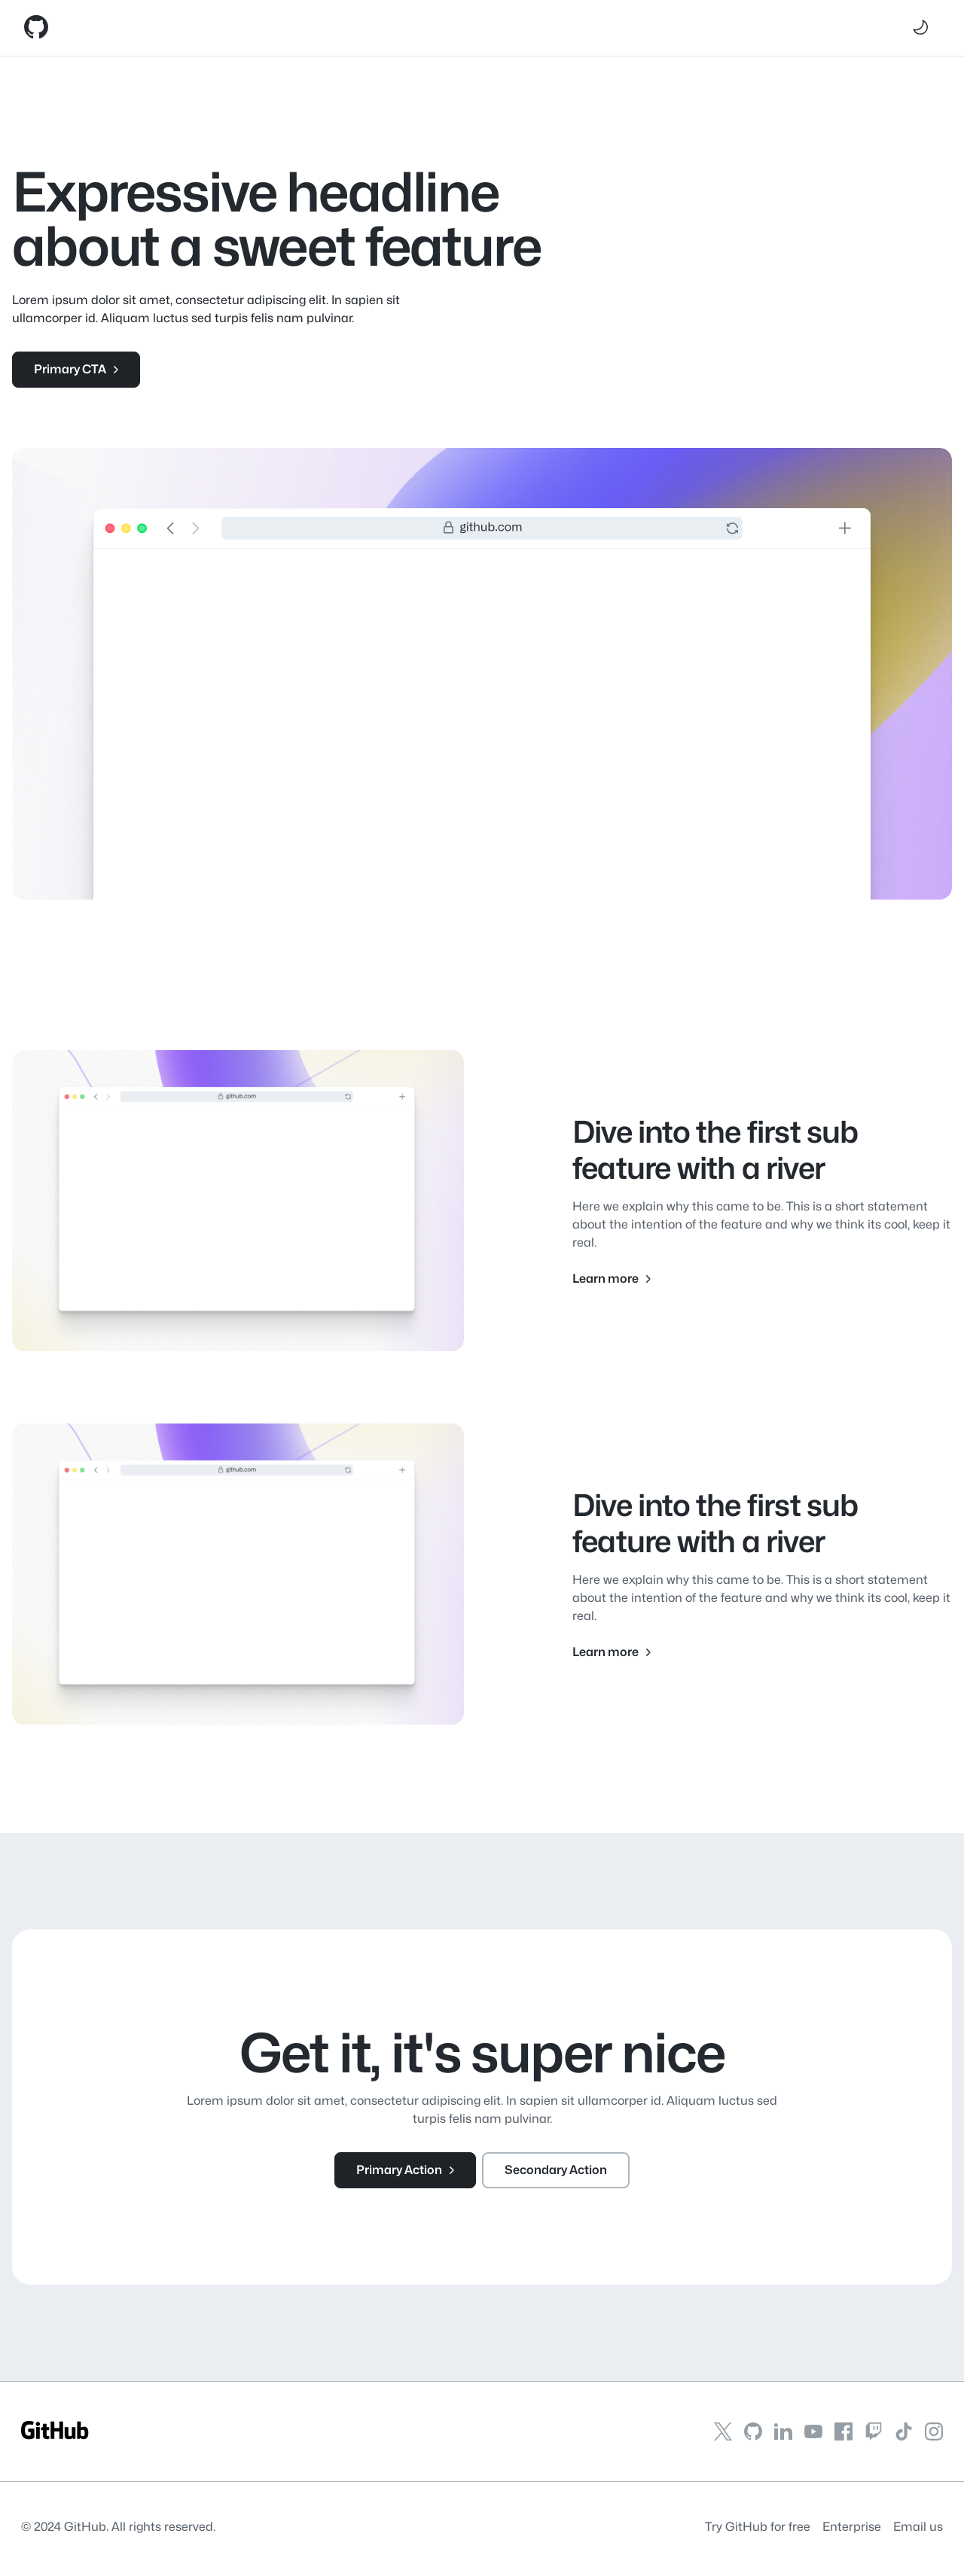 Expressive headline
about a sweet feature
Lorem ipsum dolor sit amet, consectetur adipiscing elit. In sapien sit
ullamcorper id. Aliquam luctus sed turpis felis nam pulvinar.
Primary CTA
github.com
github.com
Dive into the first sub
feature with a river
Here we explain why this came to be. This is a short statement
about the intention of the feature and why we think its cool, keep it
real.
Learn more
github.com
Dive into the first sub
feature with a river
Here we explain why this came to be. This is a short statement
about the intention of the feature and why we think its cool, keep it
real.
Learn more
Get it, it's super nice
Lorem ipsum dolor sit amet, consectetur adipiscing elit. In sapien sit ullamcorper id. Aliquam luctus sed
turpis felis nam pulvinar.
Primary Action
Secondary Action
GitHub
© 2024 GitHub. All rights reserved.
Try GitHub for free Enterprise Email us